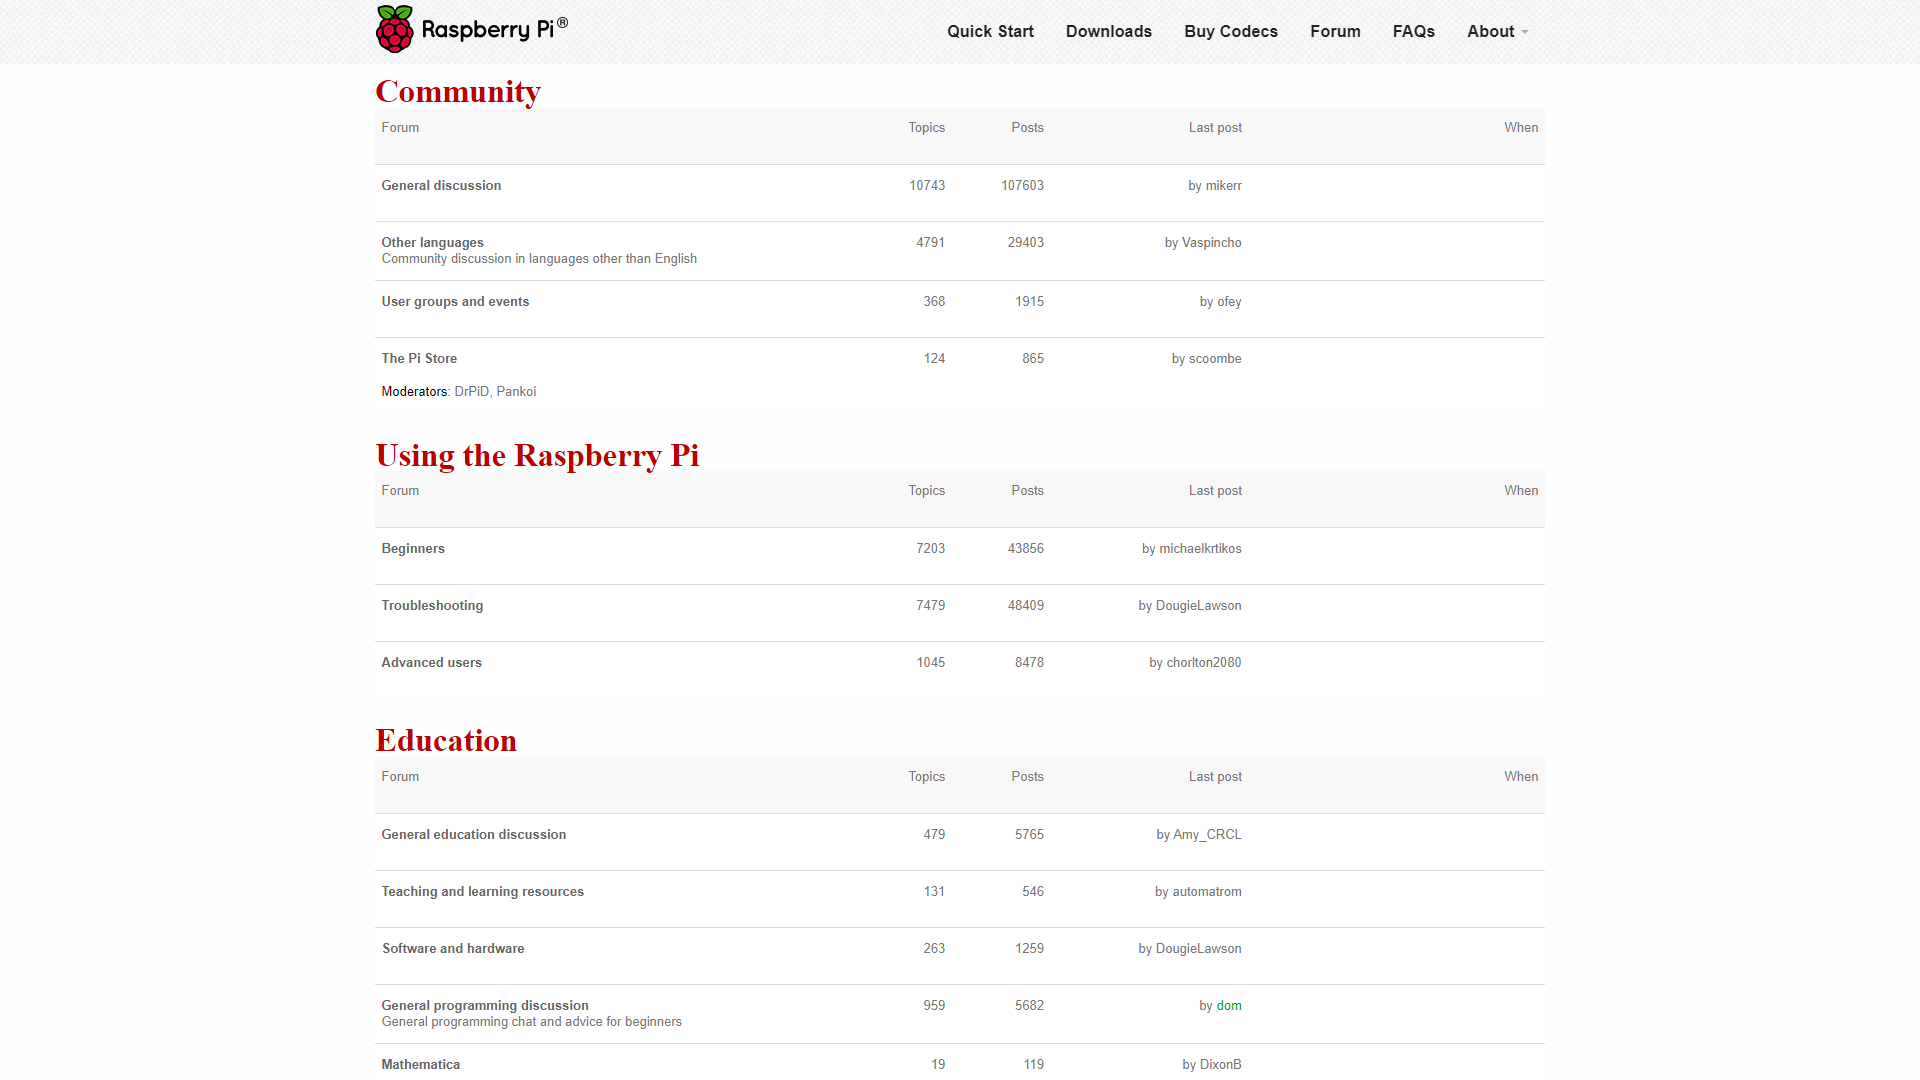 Raspberry Pi®
Quick Start Downloads Buy Codecs Forum FAQs About
Community
Forum Topics Posts Last post When
General discussion 10743 107603 by mikerr
Other languages 4791 29403 by Vaspincho
Community discussion in languages other than English
User groups and events 368 1915 by ofey
The Pi Store 124 865 by scoombe
Moderators: DrPiD, Pankoi
Using the Raspberry Pi
Forum Topics Posts Last post When
Beginners 7203 43856 by michaelkrtikos
Troubleshooting 7479 48409 by DougieLawson
Advanced users 1045 8478 by chorlton2080
Education
Forum Topics Posts Last post When
General education discussion 479 5765 by Amy_CRCL
Teaching and learning resources 131 546 by automatrom
Software and hardware 263 1259 by DougieLawson
General programming discussion 959 5682 by dom
General programming chat and advice for beginners
Mathematica 19 119 by DixonB